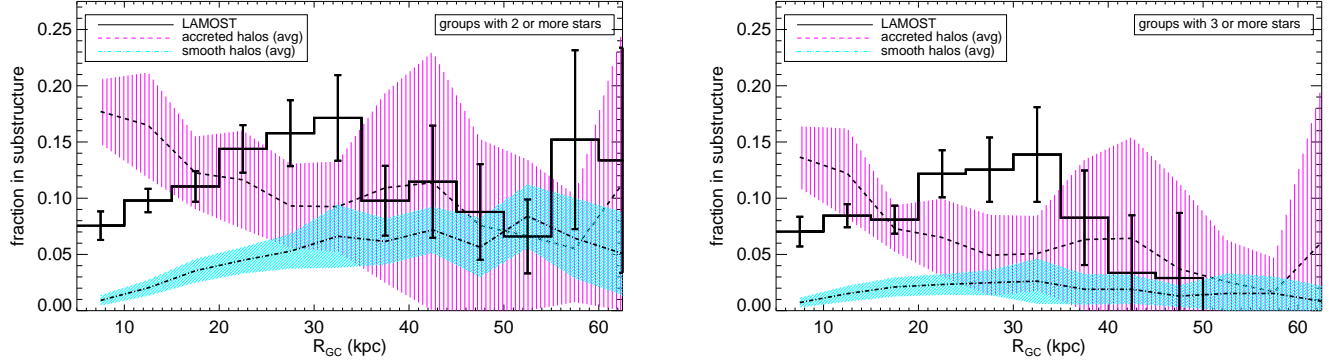 LAMOST
accreted halos (avg)
smooth halos (avg)
groups with 2 or more stars
0.25
0.20
0.15
0.10
0.05
0.00
fraction in substructure
10 20 30 40 50 60
R_GC (kpc)
LAMOST
accreted halos (avg)
smooth halos (avg)
groups with 3 or more stars
0.25
0.20
0.15
0.10
0.05
0.00
fraction in substructure
10 20 30 40 50 60
R_GC (kpc)